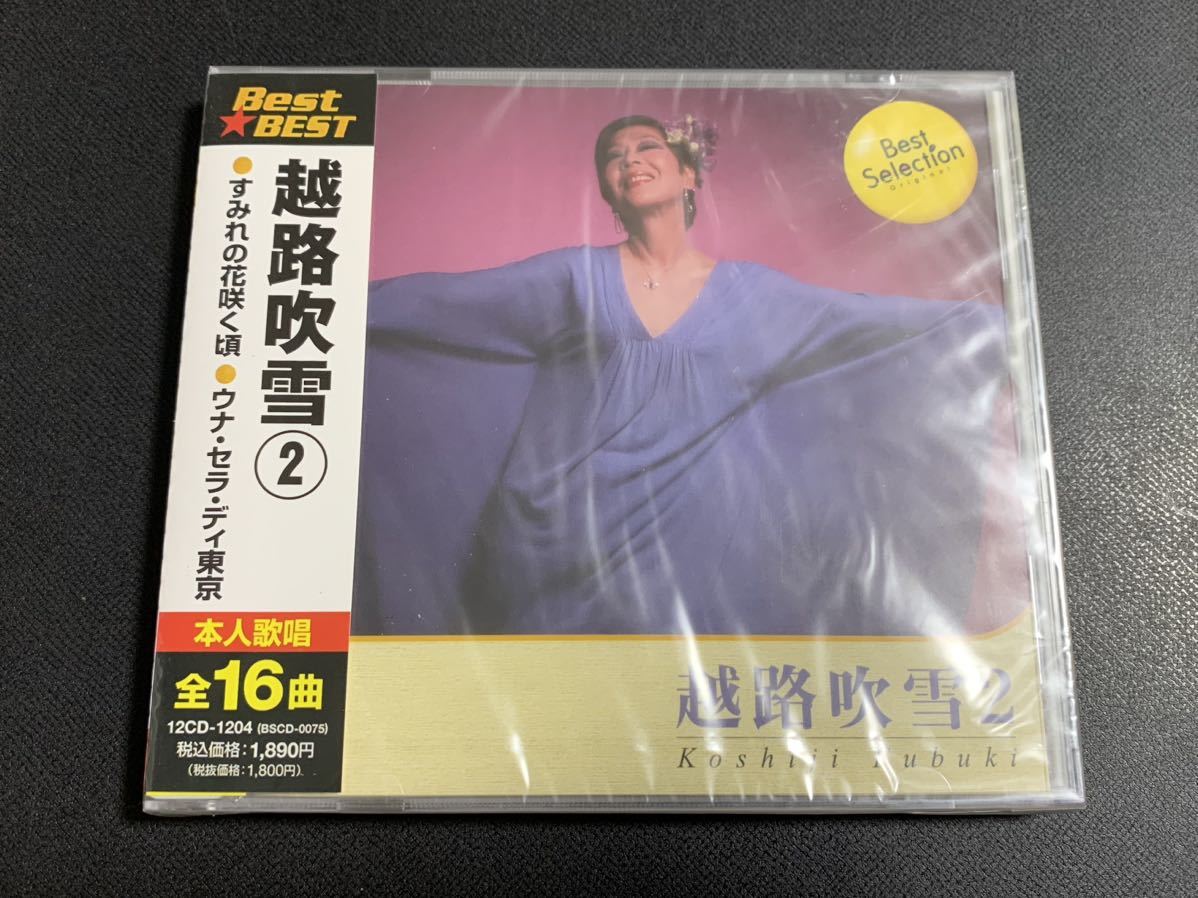 Best
★BEST
越路吹雪②
●すみれの花咲く頃●ウナ・セラ・ディ東京
本人歌唱
全16曲
12CD-1204 (BSCD-0075)
税込価格:1,890円
(税抜価格:1,800円)
Best
Selection
Original
越路吹雪2
Koshiji Fubuki